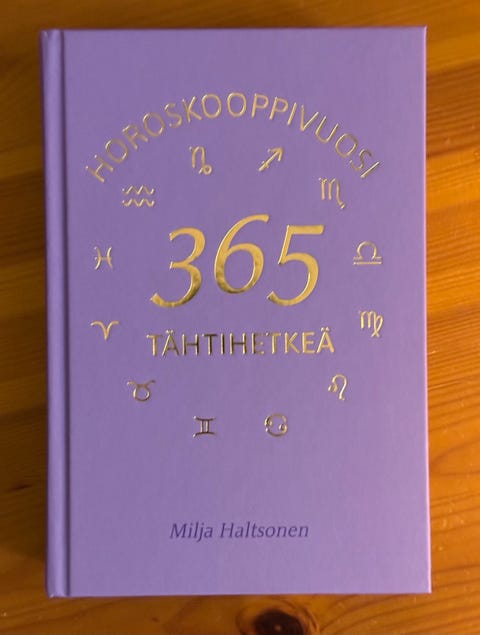 HOROSKOOPPIVUOSI
365
TÄHTIHETKEÄ
Milja Haltsonen